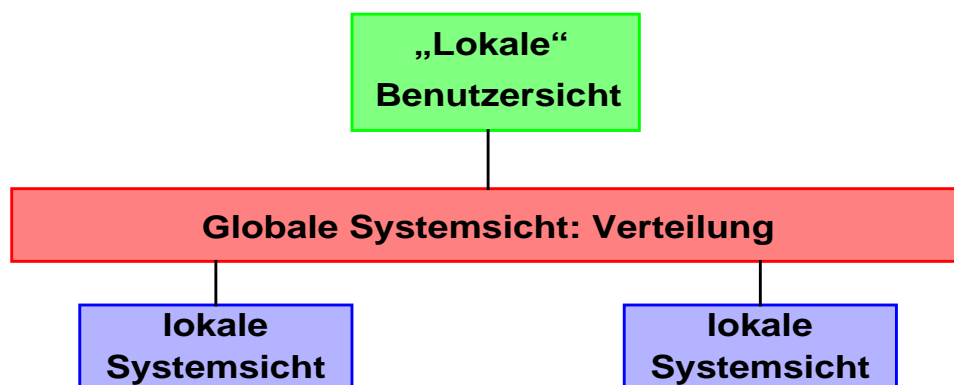 „Lokale“
Benutzersicht
Globale Systemsicht: Verteilung
lokale
Systemsicht
lokale
Systemsicht